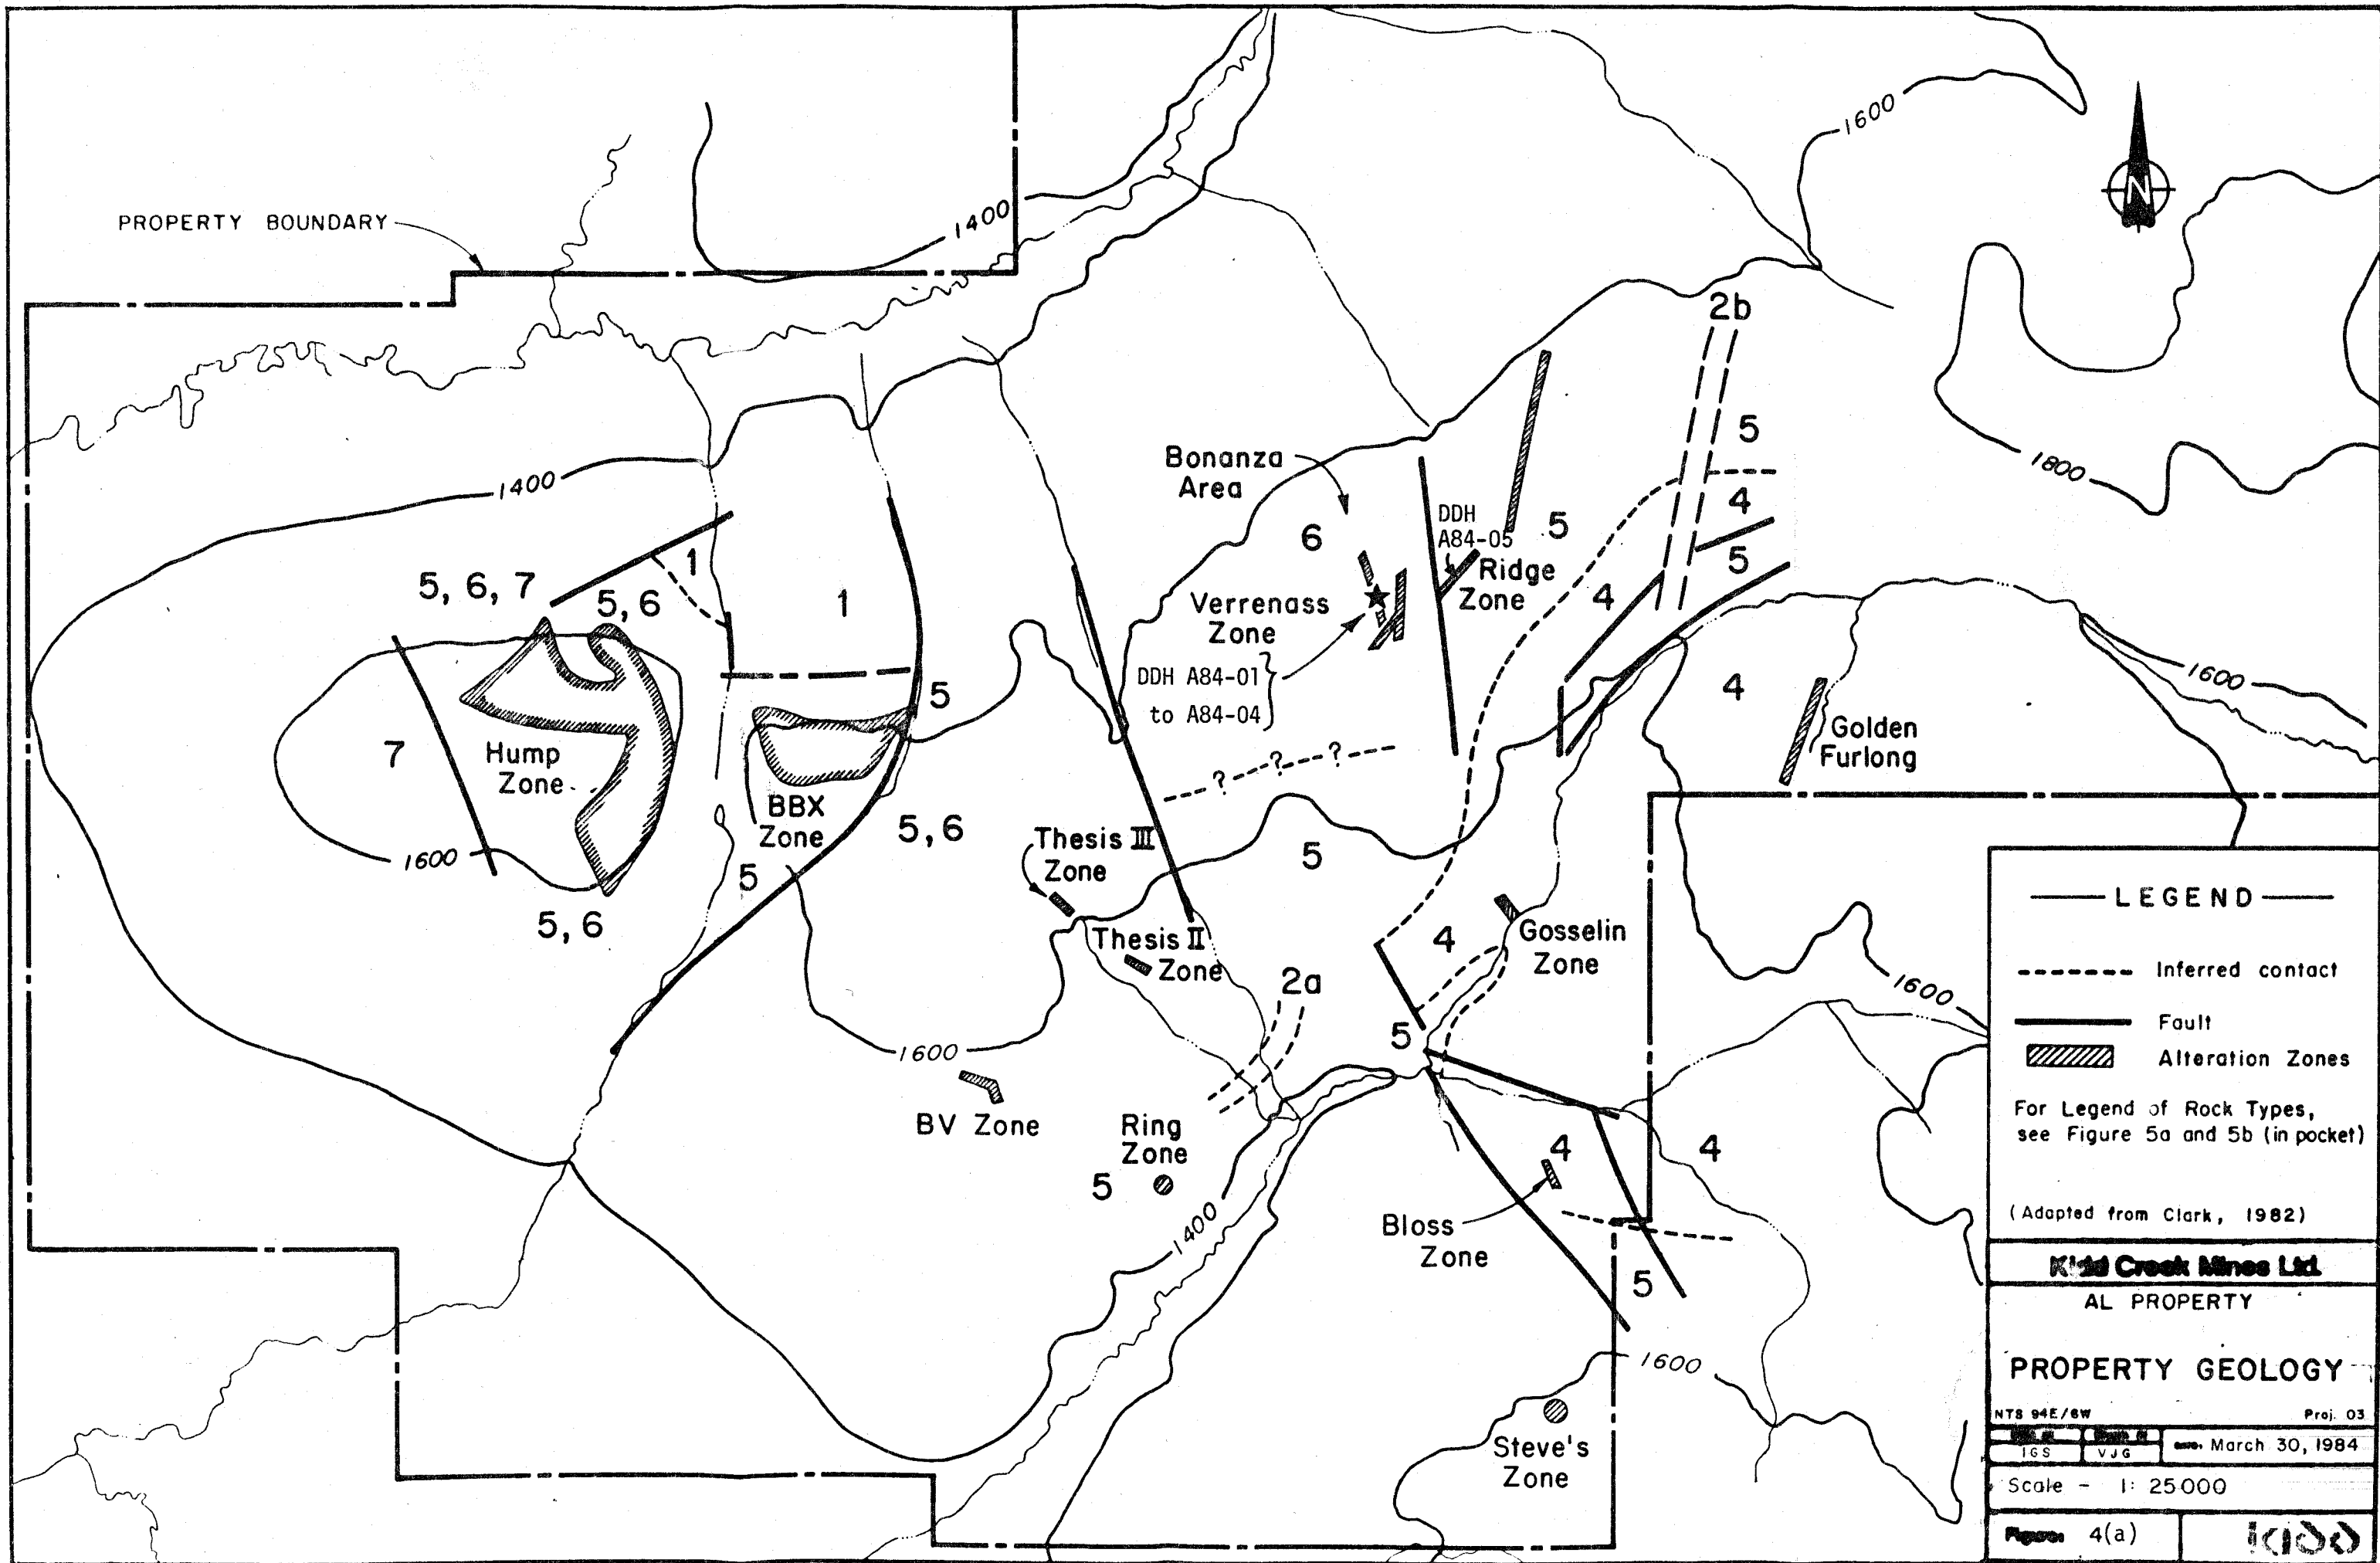 PROPERTY BOUNDARY
1400
1600
1800
1400
1600
1600
1600
1600
1400
1600
1600
2b
5
4
5
5
4
6
Bonanza
Area
DDH
A84-05
Ridge
Zone
Verrenass
Zone
DDH A84-01
to A84-04
5, 6, 7
5, 6
1
1
5
7
Hump
Zone
BBX
Zone
5
5, 6
5, 6
? ? ?
5
4
Golden
Furlong
Thesis III
Zone
Thesis II
Zone
4
Gosselin
Zone
2a
5
BV Zone
Ring
Zone
5
4
4
Bloss
Zone
5
Steve's
Zone
N
LEGEND
Inferred contact
Fault
Alteration Zones
For Legend of Rock Types,
see Figure 5a and 5b (in pocket)
(Adapted from Clark, 1982)
Kidd Creek Mines Ltd.
AL PROPERTY
PROPERTY GEOLOGY
NTS 94E/6W Proj. 03
IGS VJG March 30, 1984
Scale - 1: 25000
Figure: 4(a)